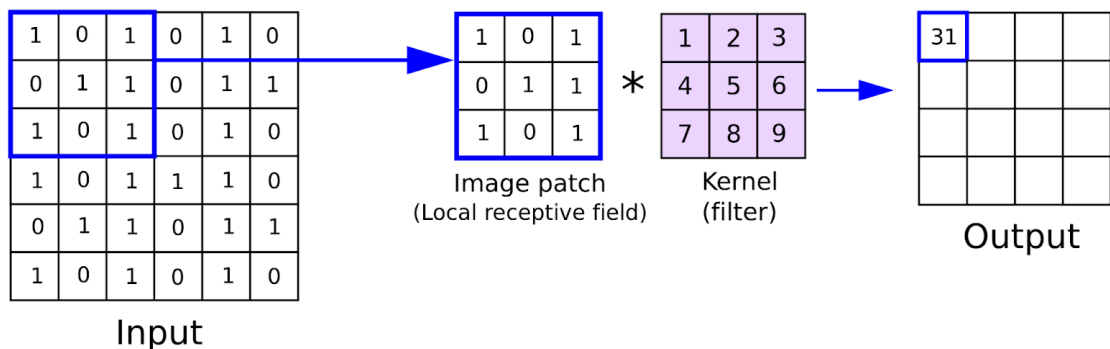 1 0 1 0 1 0
0 1 1 0 1 1
1 0 1 0 1 0
1 0 1 1 1 0
0 1 1 0 1 1
1 0 1 0 1 0
Input
1 0 1
0 1 1
1 0 1
Image patch
(Local receptive field)
*
1 2 3
4 5 6
7 8 9
Kernel
(filter)
31
Output